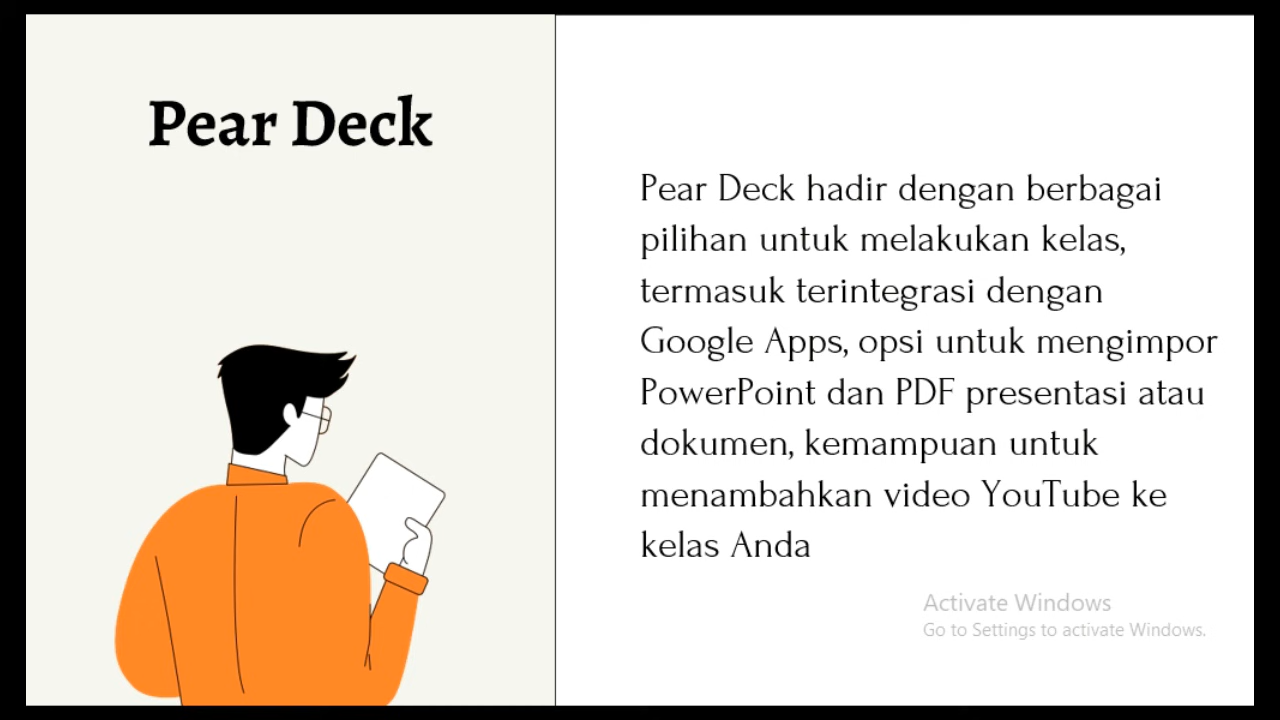 Pear Deck
Pear Deck hadir dengan berbagai
pilihan untuk melakukan kelas,
termasuk terintegrasi dengan
Google Apps, opsi untuk mengimpor
PowerPoint dan PDF presentasi atau
dokumen, kemampuan untuk
menambahkan video YouTube ke
kelas Anda
Activate Windows
Go to Settings to activate Windows.